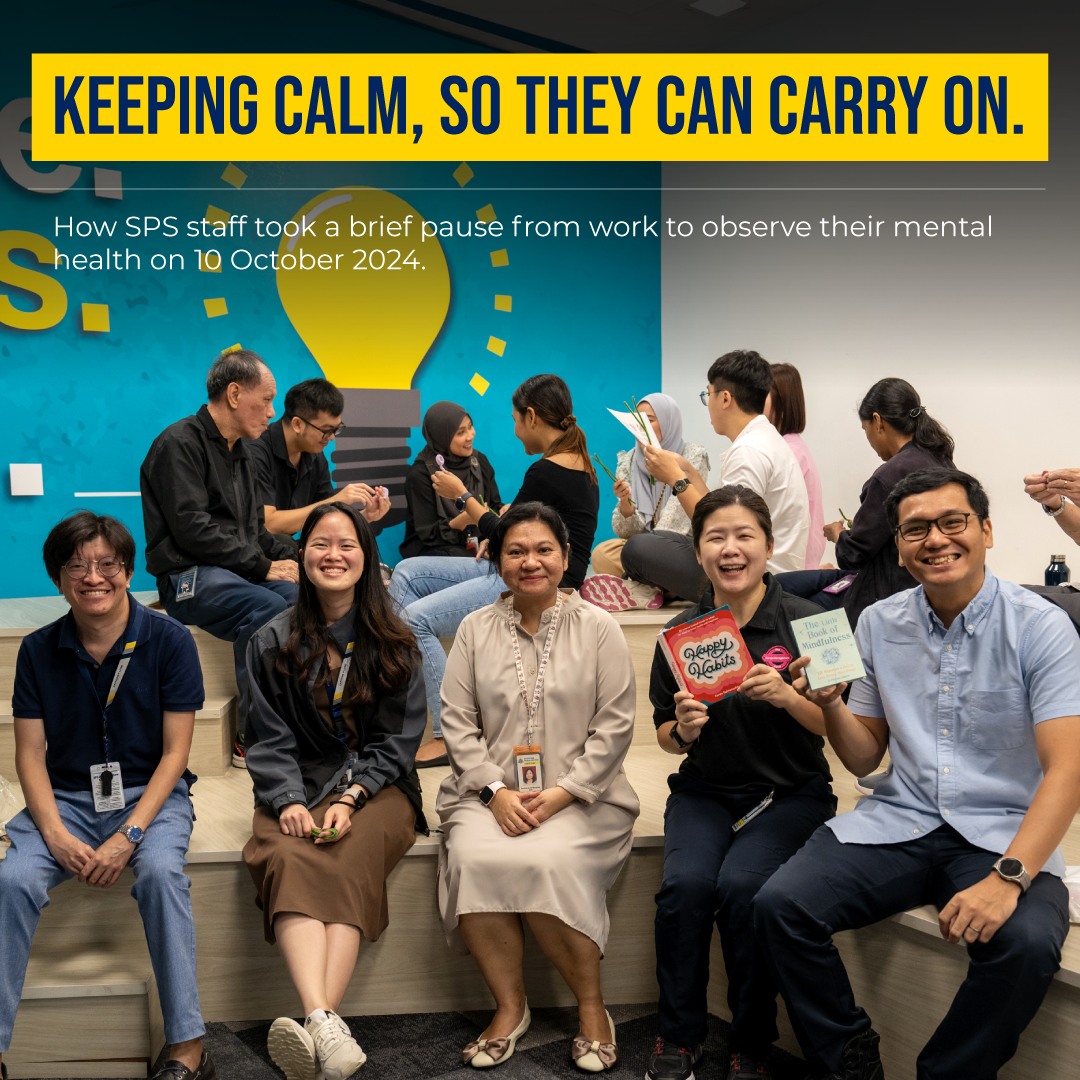 KEEPING CALM, SO THEY CAN CARRY ON.
How SPS staff took a brief pause from work to observe their mental
health on 10 October 2024.
e.
s.
Happy
Habits
The Little
Book of
Mindfulness